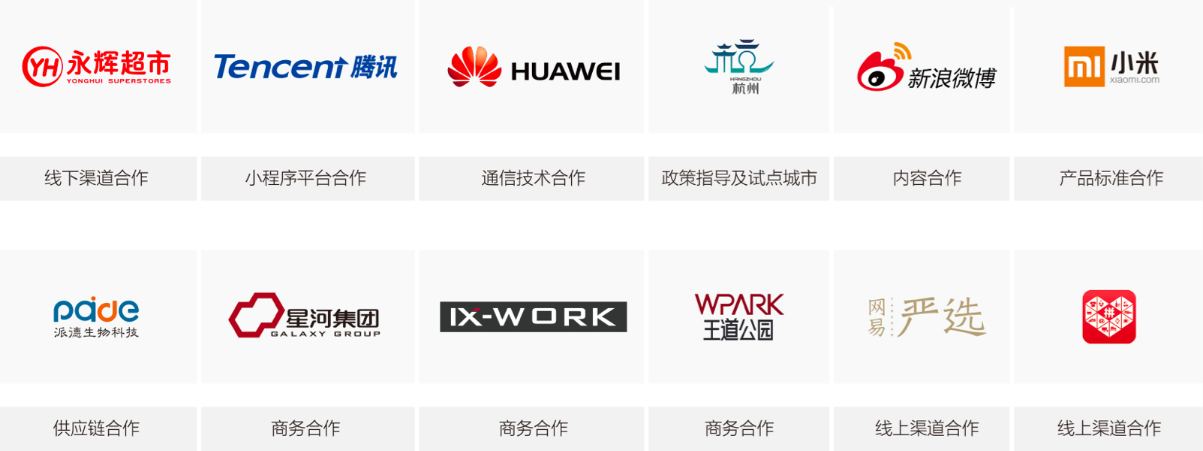 YH 永辉超市
YONGHUI SUPERSTORES
Tencent 腾讯
HUAWEI
HANGZHOU
杭州
新浪微博
mi 小米
xiaomi.com
线下渠道合作
小程序平台合作
通信技术合作
政策指导及试点城市
内容合作
产品标准合作
paide
派德生物科技
星河集团
GALAXY GROUP
IX-WORK
WPARK
王道公园
网易
严选
拼
供应链合作
商务合作
商务合作
商务合作
线上渠道合作
线上渠道合作